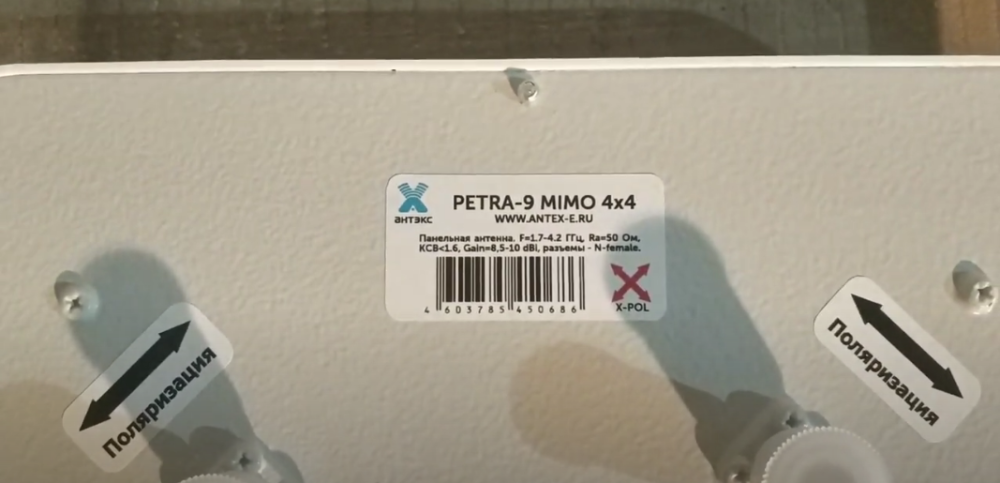 PETRA-9 MIMO 4x4
антэкс
WWW.ANTEX-E.RU
Панельная антенна. F=1.7-4.2 ГГц, Ra=50 Ом,
КСВ<1.6, Gain=8,5-10 dBi, разъемы - N-female.
4 603785 450686
X-POL
Поляризация
Поляризация